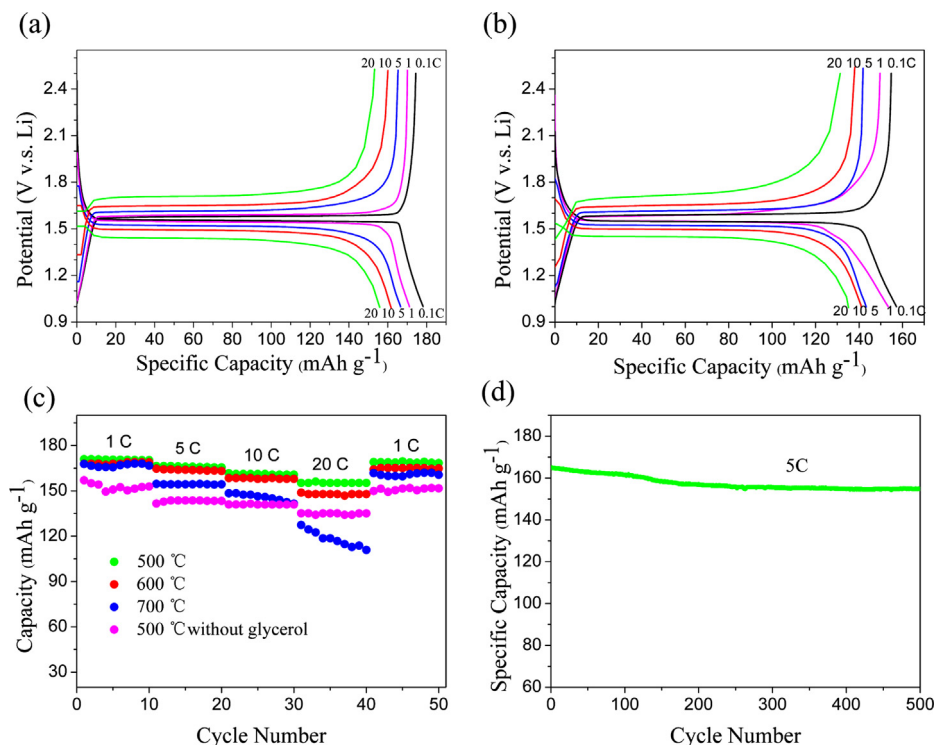 (a)
20 10 5 1 0.1C
2.4
2.1
1.8
1.5
1.2
0.9
Potential (V v.s. Li)
20 10 5 1 0.1C
0 20 40 60 80 100 120 140 160 180
Specific Capacity (mAh g-1)
(b)
20 10 5 1 0.1C
2.4
2.1
1.8
1.5
1.2
0.9
Potential (V v.s. Li)
20 10 5 1 0.1C
0 20 40 60 80 100 120 140 160 180
Specific Capacity (mAh g-1)
(c)
180
150
120
90
60
30
Capacity (mAh g-1)
1 C
5 C
10 C
20 C
1 C
500 ℃
600 ℃
700 ℃
500 ℃ without glycerol
0 10 20 30 40 50
Cycle Number
(d)
180
160
140
120
100
80
60
Specific Capacity (mAh g-1)
5C
0 100 200 300 400 500
Cycle Number